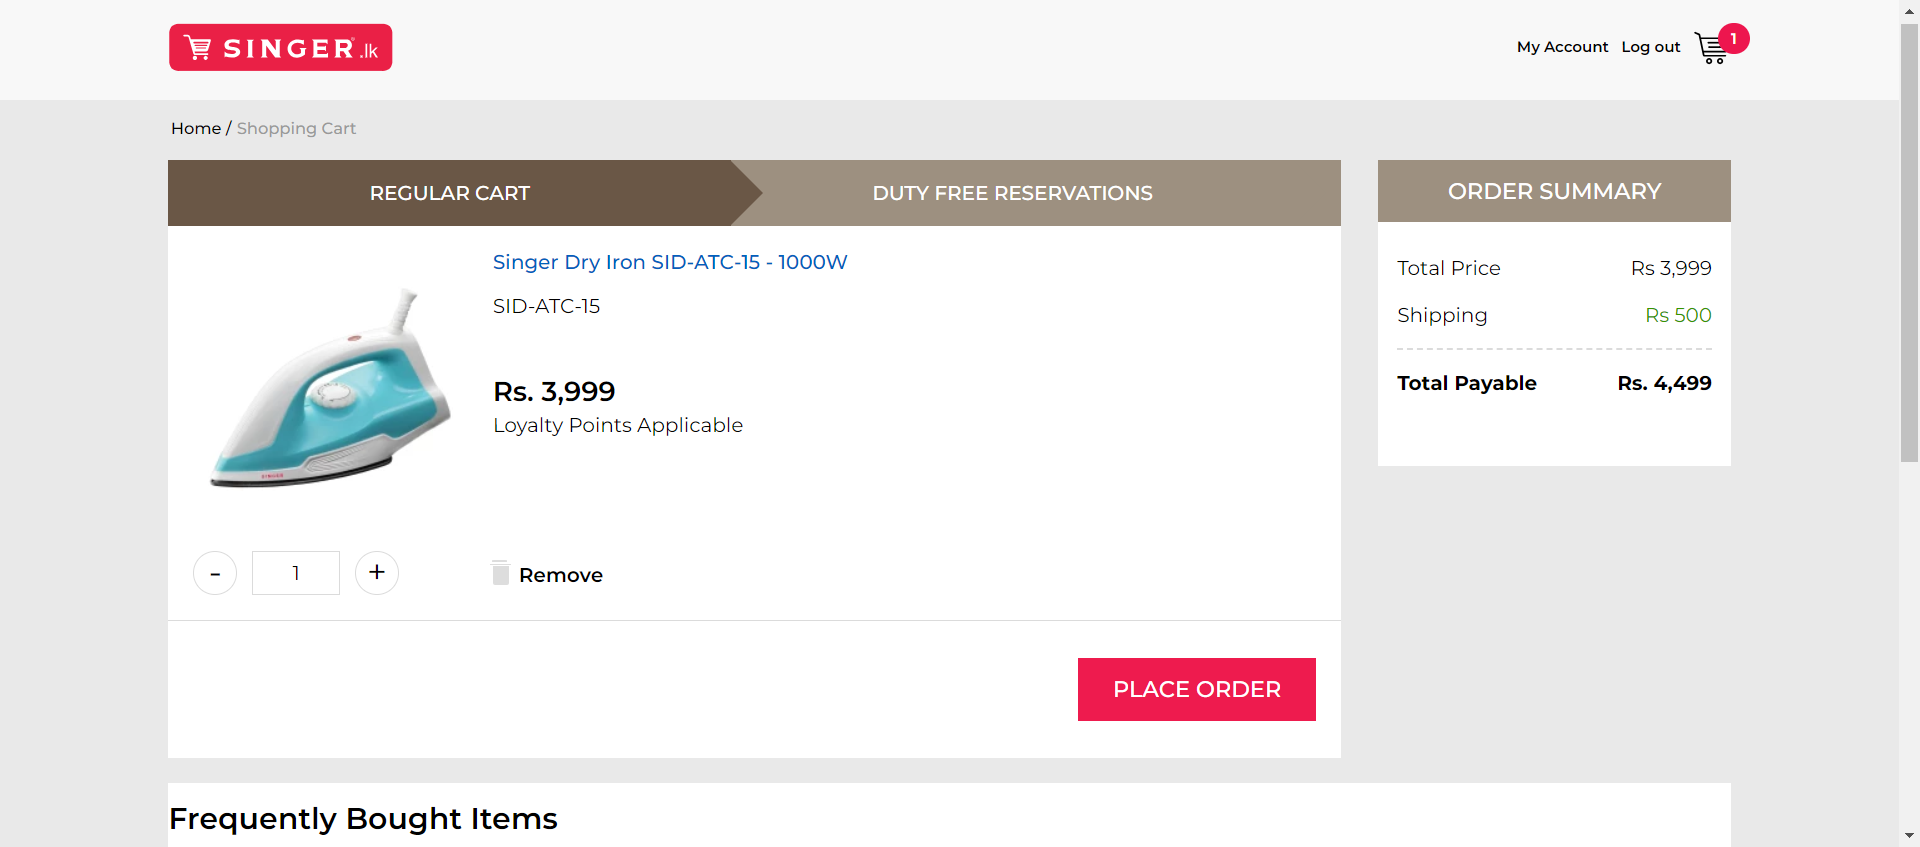 SINGER.lk
My Account Log out 1
Home / Shopping Cart
REGULAR CART
DUTY FREE RESERVATIONS
Singer Dry Iron SID-ATC-15 - 1000W
SID-ATC-15
Rs. 3,999
Loyalty Points Applicable
SINGER
- 1 +
Remove
PLACE ORDER
ORDER SUMMARY
Total Price Rs 3,999
Shipping Rs 500
Total Payable Rs. 4,499
Frequently Bought Items